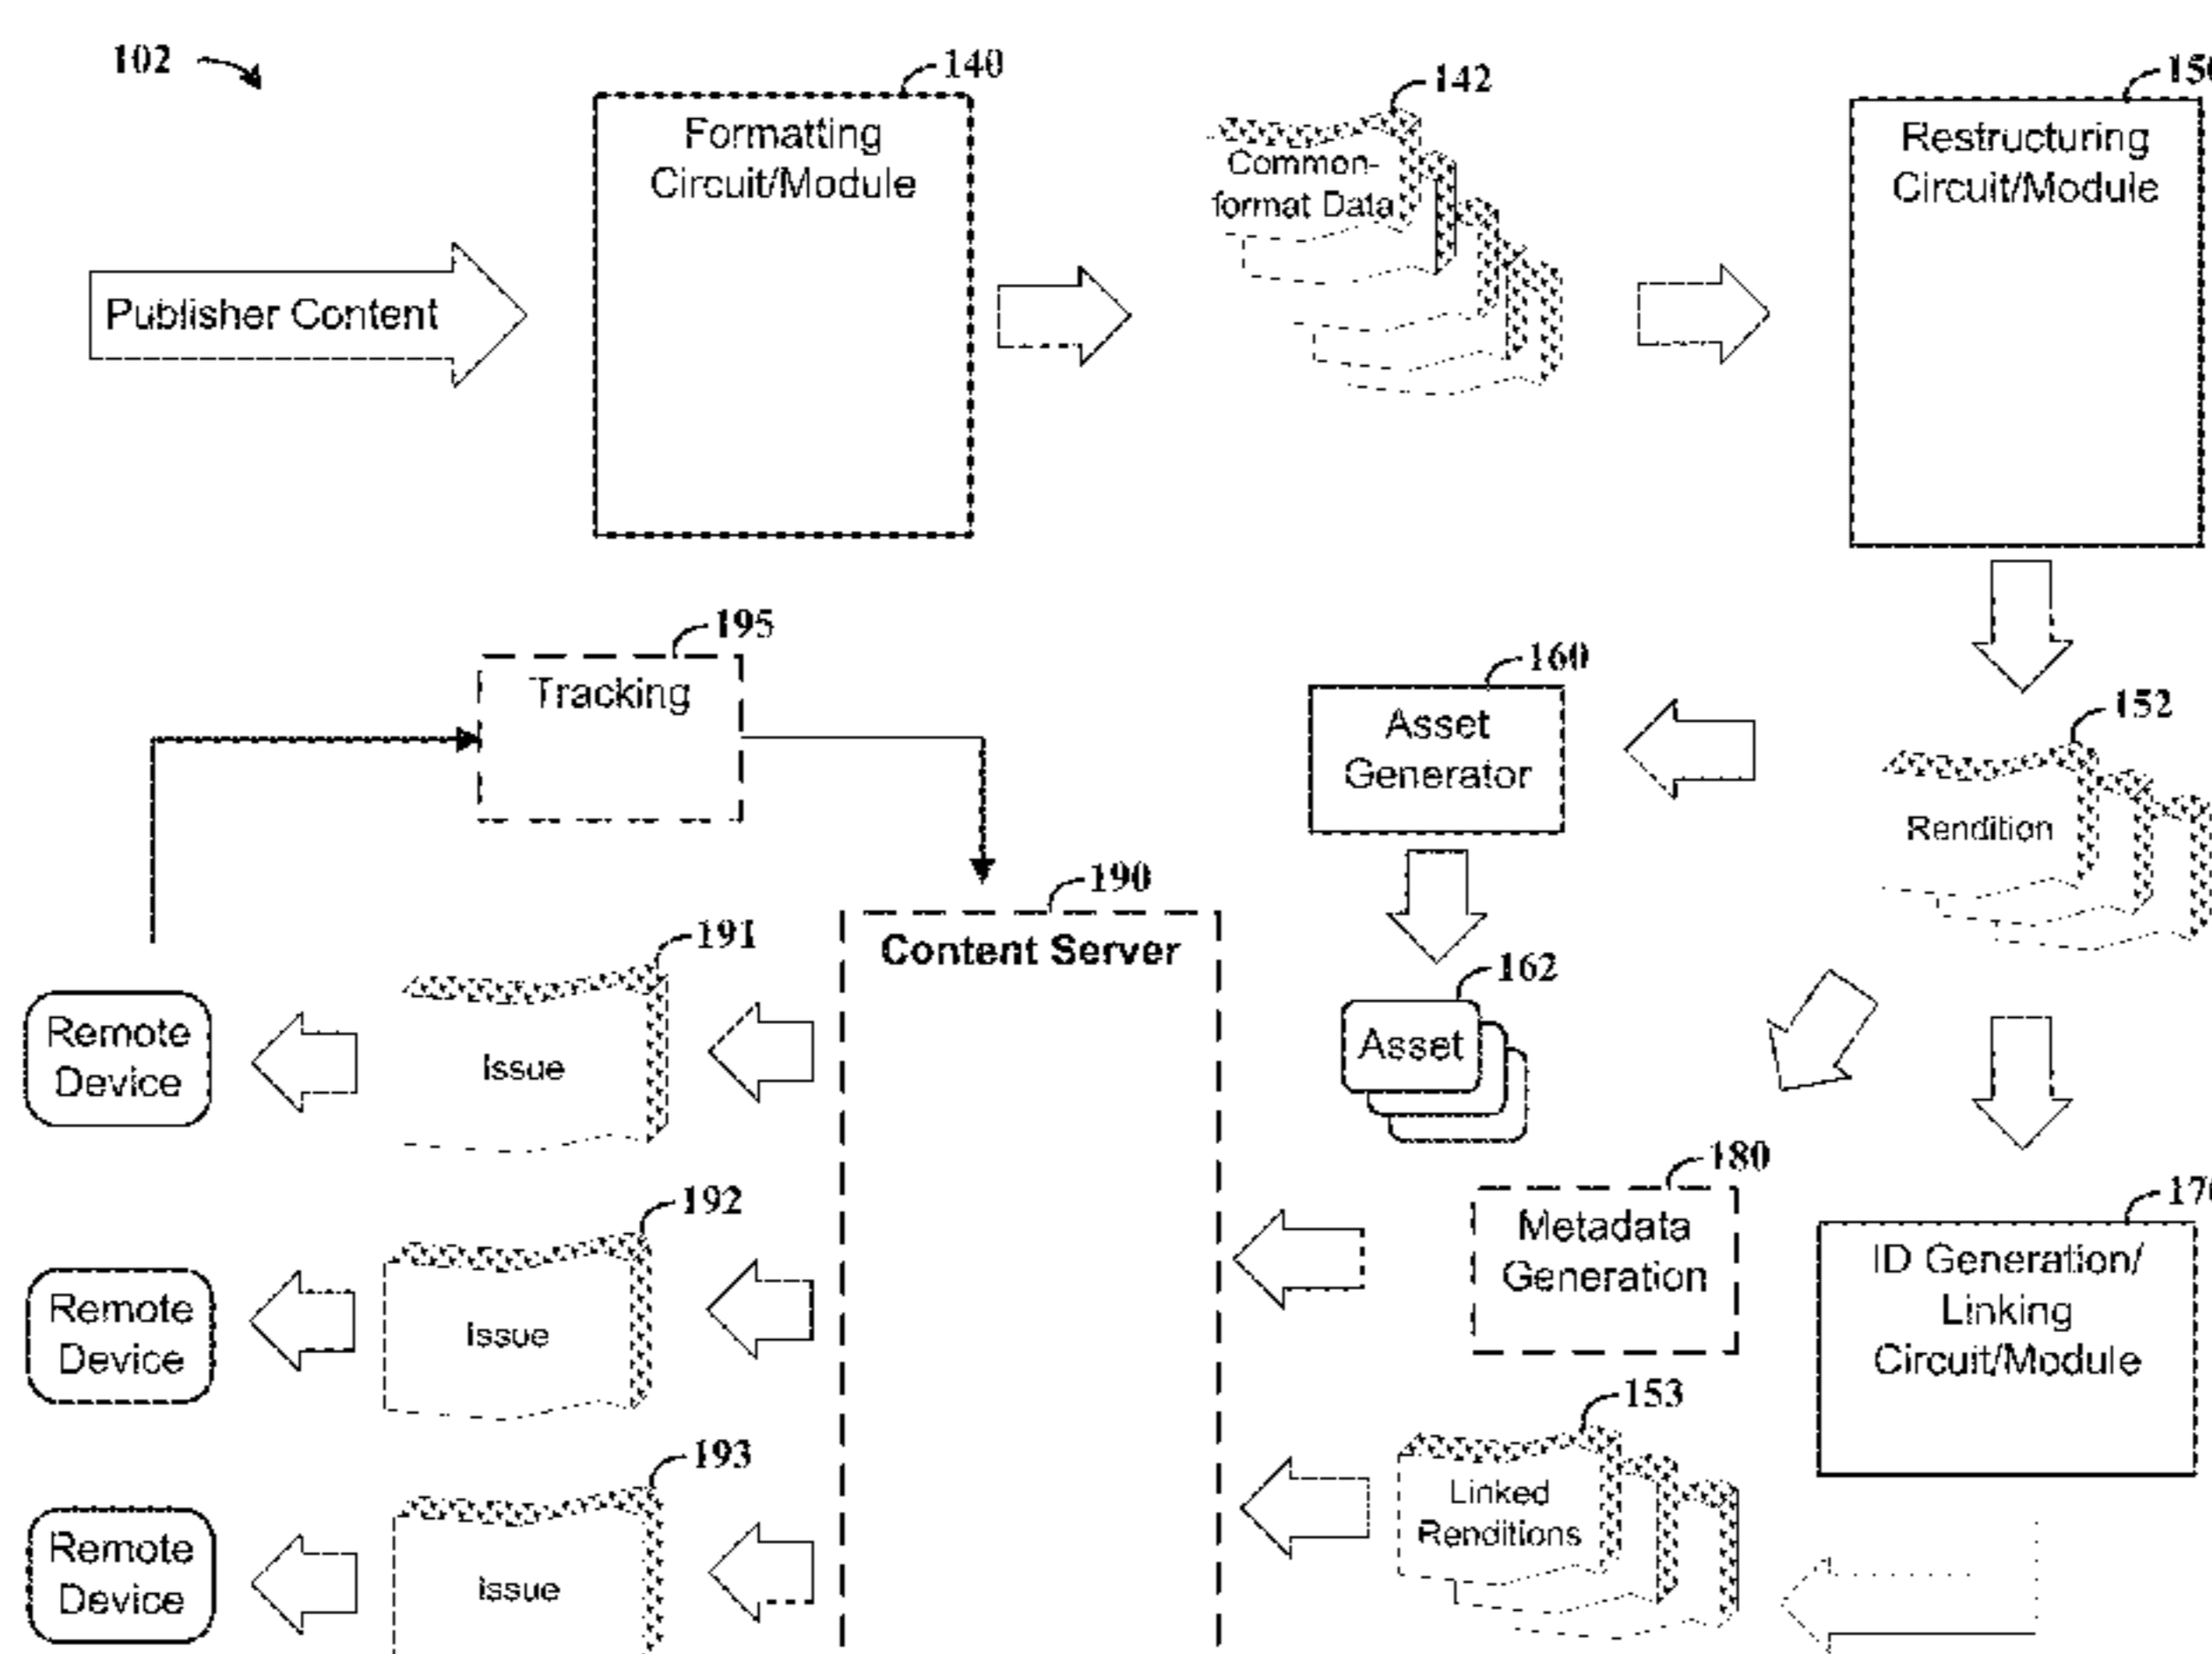 102
140
Formatting
Circuit/Module
142
Common-
format Data
150
Restructuring
Circuit/Module
Publisher Content
195
Tracking
160
Asset
Generator
152
Rendition
190
Content Server
191
Issue
Remote
Device
162
Asset
180
Metadata
Generation
170
ID Generation/
Linking
Circuit/Module
192
Issue
Remote
Device
153
Linked
Renditions
193
Issue
Remote
Device